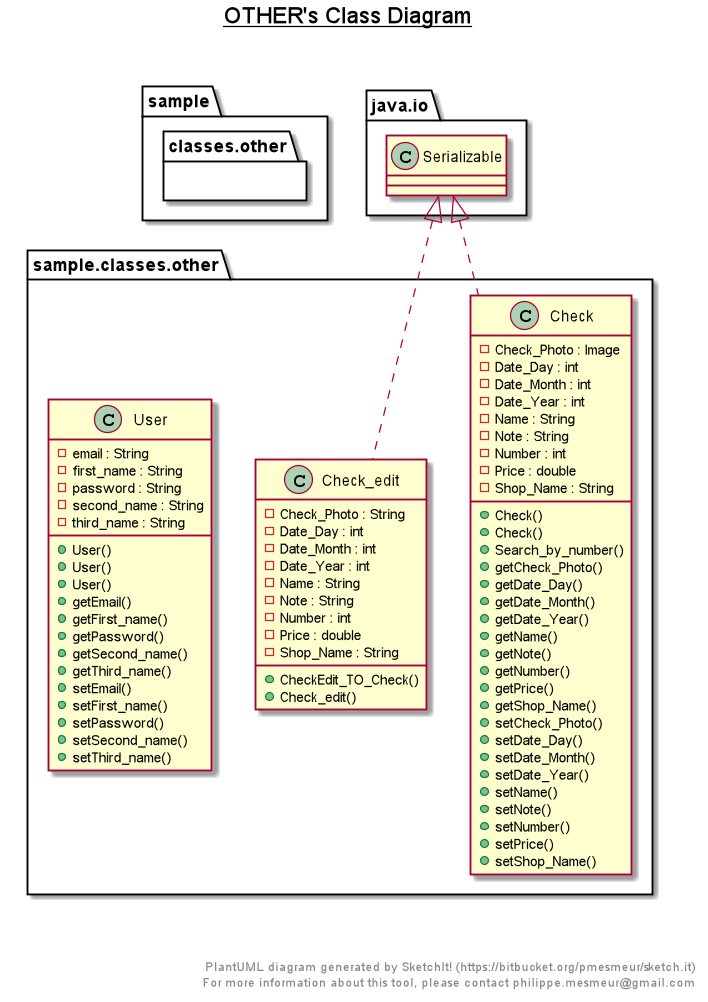 OTHER's Class Diagram
sample
classes.other
java.io
C Serializable
sample.classes.other
C User
email : String
first_name : String
password : String
second_name : String
third_name : String
User()
User()
User()
getEmail()
getFirst_name()
getPassword()
getSecond_name()
getThird_name()
setEmail()
setFirst_name()
setPassword()
setSecond_name()
setThird_name()
C Check_edit
Check_Photo : String
Date_Day : int
Date_Month : int
Date_Year : int
Name : String
Note : String
Number : int
Price : double
Shop_Name : String
CheckEdit_TO_Check()
Check_edit()
C Check
Check_Photo : Image
Date_Day : int
Date_Month : int
Date_Year : int
Name : String
Note : String
Number : int
Price : double
Shop_Name : String
Check()
Check()
Search_by_number()
getCheck_Photo()
getDate_Day()
getDate_Month()
getDate_Year()
getName()
getNote()
getNumber()
getPrice()
getShop_Name()
setCheck_Photo()
setDate_Day()
setDate_Month()
setDate_Year()
setName()
setNote()
setNumber()
setPrice()
setShop_Name()
PlantUML diagram generated by SketchIt! (https://bitbucket.org/pmesmeur/sketch.it)
For more information about this tool, please contact philippe.mesmeur@gmail.com